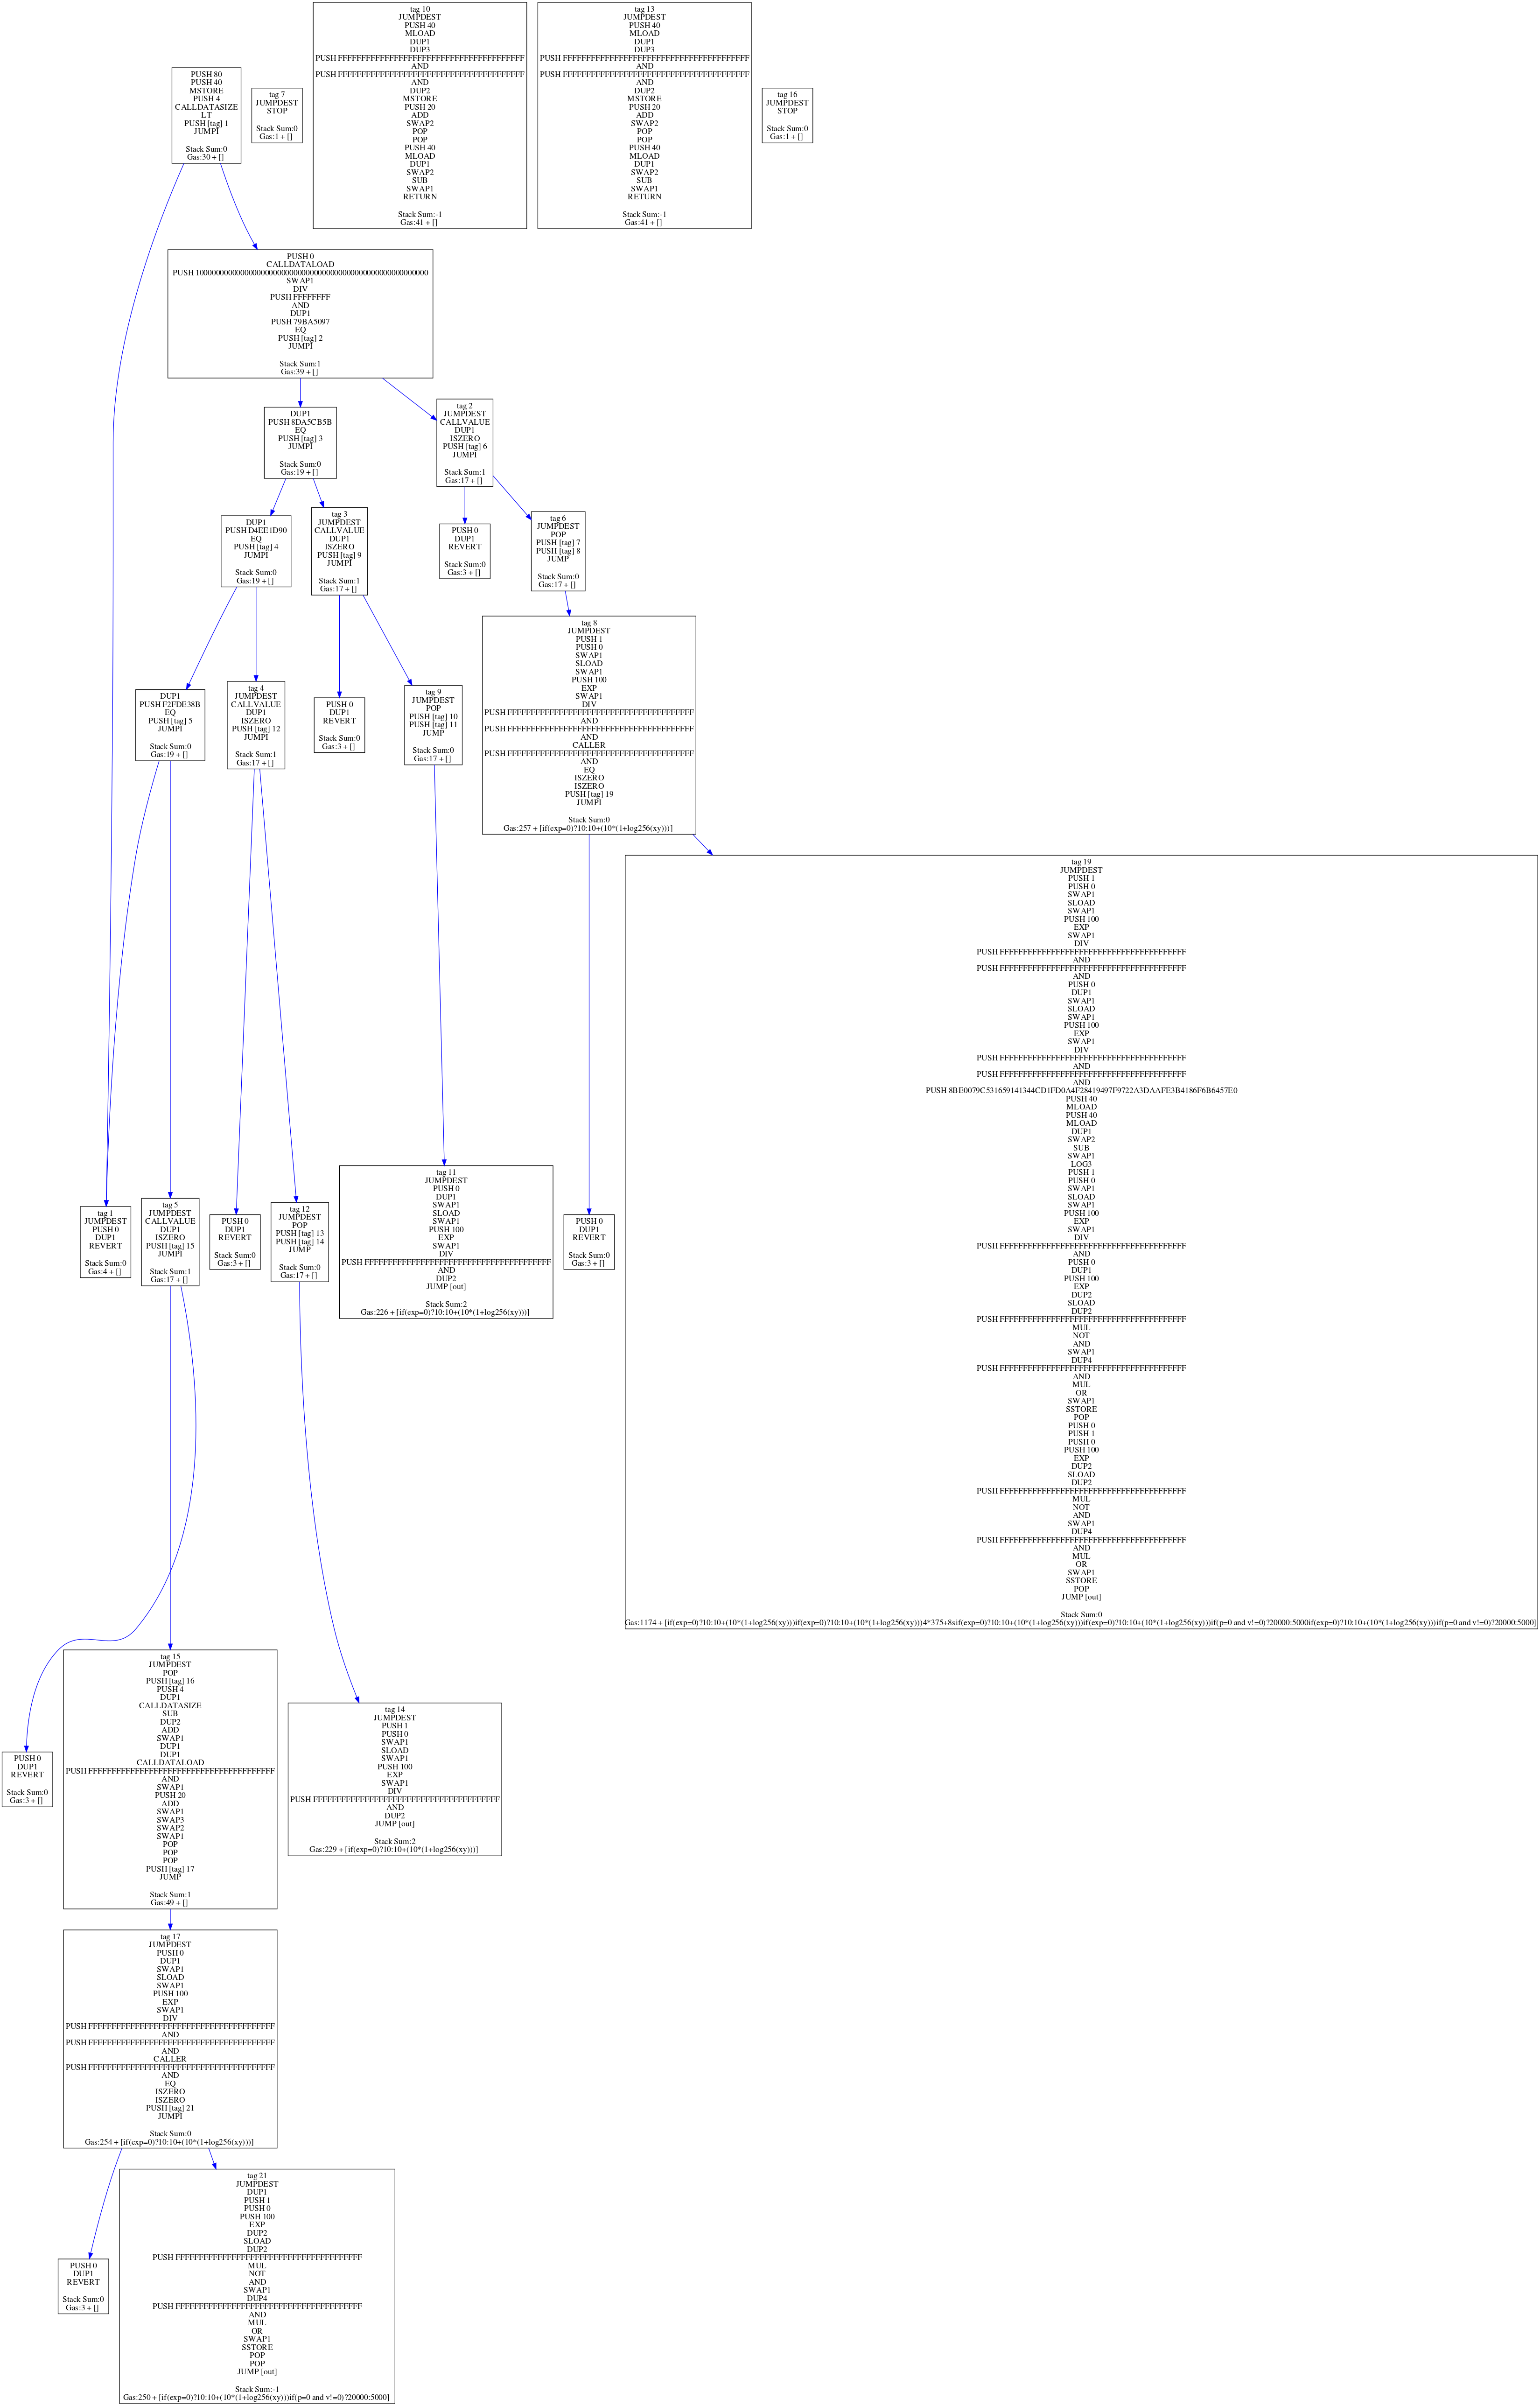 tag 10
JUMPDEST
PUSH 40
MLOAD
DUP1
DUP3
PUSH FFFFFFFFFFFFFFFFFFFFFFFFFFFFFFFFFFFFFFFF
AND
PUSH FFFFFFFFFFFFFFFFFFFFFFFFFFFFFFFFFFFFFFFF
AND
DUP2
MSTORE
PUSH 20
ADD
SWAP2
POP
POP
PUSH 40
MLOAD
DUP1
SWAP2
SUB
SWAP1
RETURN
Stack Sum:-1
Gas:41 + []
tag 13
JUMPDEST
PUSH 40
MLOAD
DUP1
DUP3
PUSH FFFFFFFFFFFFFFFFFFFFFFFFFFFFFFFFFFFFFFFF
AND
PUSH FFFFFFFFFFFFFFFFFFFFFFFFFFFFFFFFFFFFFFFF
AND
DUP2
MSTORE
PUSH 20
ADD
SWAP2
POP
POP
PUSH 40
MLOAD
DUP1
SWAP2
SUB
SWAP1
RETURN
Stack Sum:-1
Gas:41 + []
PUSH 80
PUSH 40
MSTORE
PUSH 4
CALLDATASIZE
LT
PUSH [tag] 1
JUMPI
Stack Sum:0
Gas:30 + []
tag 7
JUMPDEST
STOP
Stack Sum:0
Gas:1 + []
tag 16
JUMPDEST
STOP
Stack Sum:0
Gas:1 + []
PUSH 0
CALLDATALOAD
PUSH 100000000000000000000000000000000000000000000000000000000
SWAP1
DIV
PUSH FFFFFFFF
AND
DUP1
PUSH 79BA5097
EQ
PUSH [tag] 2
JUMPI
Stack Sum:1
Gas:39 + []
DUP1
PUSH 8DA5CB5B
EQ
PUSH [tag] 3
JUMPI
Stack Sum:0
Gas:19 + []
tag 2
JUMPDEST
CALLVALUE
DUP1
ISZERO
PUSH [tag] 6
JUMPI
Stack Sum:1
Gas:17 + []
DUP1
PUSH D4EE1D90
EQ
PUSH [tag] 4
JUMPI
Stack Sum:0
Gas:19 + []
tag 3
JUMPDEST
CALLVALUE
DUP1
ISZERO
PUSH [tag] 9
JUMPI
Stack Sum:1
Gas:17 + []
PUSH 0
DUP1
REVERT
Stack Sum:0
Gas:3 + []
tag 6
JUMPDEST
POP
PUSH [tag] 7
PUSH [tag] 8
JUMP
Stack Sum:0
Gas:17 + []
DUP1
PUSH F2FDE38B
EQ
PUSH [tag] 5
JUMPI
Stack Sum:0
Gas:19 + []
tag 4
JUMPDEST
CALLVALUE
DUP1
ISZERO
PUSH [tag] 12
JUMPI
Stack Sum:1
Gas:17 + []
PUSH 0
DUP1
REVERT
Stack Sum:0
Gas:3 + []
tag 9
JUMPDEST
POP
PUSH [tag] 10
PUSH [tag] 11
JUMP
Stack Sum:0
Gas:17 + []
tag 8
JUMPDEST
PUSH 1
PUSH 0
SWAP1
SLOAD
SWAP1
PUSH 100
EXP
SWAP1
DIV
PUSH FFFFFFFFFFFFFFFFFFFFFFFFFFFFFFFFFFFFFFFF
AND
PUSH FFFFFFFFFFFFFFFFFFFFFFFFFFFFFFFFFFFFFFFF
AND
CALLER
PUSH FFFFFFFFFFFFFFFFFFFFFFFFFFFFFFFFFFFFFFFF
AND
EQ
ISZERO
ISZERO
PUSH [tag] 19
JUMPI
Stack Sum:0
Gas:257 + [if(exp=0)?10:10+(10*(1+log256(xy)))]
tag 1
JUMPDEST
PUSH 0
DUP1
REVERT
Stack Sum:0
Gas:4 + []
tag 5
JUMPDEST
CALLVALUE
DUP1
ISZERO
PUSH [tag] 15
JUMPI
Stack Sum:1
Gas:17 + []
PUSH 0
DUP1
REVERT
Stack Sum:0
Gas:3 + []
tag 12
JUMPDEST
POP
PUSH [tag] 13
PUSH [tag] 14
JUMP
Stack Sum:0
Gas:17 + []
tag 11
JUMPDEST
PUSH 0
DUP1
SWAP1
SLOAD
SWAP1
PUSH 100
EXP
SWAP1
DIV
PUSH FFFFFFFFFFFFFFFFFFFFFFFFFFFFFFFFFFFFFFFF
AND
DUP2
JUMP [out]
Stack Sum:2
Gas:226 + [if(exp=0)?10:10+(10*(1+log256(xy)))]
PUSH 0
DUP1
REVERT
Stack Sum:0
Gas:3 + []
tag 19
JUMPDEST
PUSH 1
PUSH 0
SWAP1
SLOAD
SWAP1
PUSH 100
EXP
SWAP1
DIV
PUSH FFFFFFFFFFFFFFFFFFFFFFFFFFFFFFFFFFFFFFFF
AND
PUSH FFFFFFFFFFFFFFFFFFFFFFFFFFFFFFFFFFFFFFFF
AND
PUSH 0
DUP1
SWAP1
SLOAD
SWAP1
PUSH 100
EXP
SWAP1
DIV
PUSH FFFFFFFFFFFFFFFFFFFFFFFFFFFFFFFFFFFFFFFF
AND
PUSH FFFFFFFFFFFFFFFFFFFFFFFFFFFFFFFFFFFFFFFF
AND
PUSH 8BE0079C531659141344CD1FD0A4F28419497F9722A3DAAFE3B4186F6B6457E0
PUSH 40
MLOAD
PUSH 40
MLOAD
DUP1
SWAP2
SUB
SWAP1
LOG3
PUSH 1
PUSH 0
SWAP1
SLOAD
SWAP1
PUSH 100
EXP
SWAP1
DIV
PUSH FFFFFFFFFFFFFFFFFFFFFFFFFFFFFFFFFFFFFFFF
AND
PUSH 0
DUP1
PUSH 100
EXP
DUP2
SLOAD
DUP2
PUSH FFFFFFFFFFFFFFFFFFFFFFFFFFFFFFFFFFFFFFFF
MUL
NOT
AND
SWAP1
DUP4
PUSH FFFFFFFFFFFFFFFFFFFFFFFFFFFFFFFFFFFFFFFF
AND
MUL
OR
SWAP1
SSTORE
POP
PUSH 0
PUSH 1
PUSH 0
PUSH 100
EXP
DUP2
SLOAD
DUP2
PUSH FFFFFFFFFFFFFFFFFFFFFFFFFFFFFFFFFFFFFFFF
MUL
NOT
AND
SWAP1
DUP4
PUSH FFFFFFFFFFFFFFFFFFFFFFFFFFFFFFFFFFFFFFFF
AND
MUL
OR
SWAP1
SSTORE
POP
JUMP [out]
Stack Sum:0
Gas:1174 + [if(exp=0)?10:10+(10*(1+log256(xy)))if(exp=0)?10:10+(10*(1+log256(xy)))4*375+8sif(exp=0)?10:10+(10*(1+log256(xy)))if(exp=0)?10:10+(10*(1+log256(xy)))if(p=0 and v!=0)?20000:5000if(exp=0)?10:10+(10*(1+log256(xy)))if(p=0 and v!=0)?20000:5000]
PUSH 0
DUP1
REVERT
Stack Sum:0
Gas:3 + []
tag 15
JUMPDEST
POP
PUSH [tag] 16
PUSH 4
DUP1
CALLDATASIZE
SUB
DUP2
ADD
SWAP1
DUP1
DUP1
CALLDATALOAD
PUSH FFFFFFFFFFFFFFFFFFFFFFFFFFFFFFFFFFFFFFFF
AND
SWAP1
PUSH 20
ADD
SWAP1
SWAP3
SWAP2
SWAP1
POP
POP
POP
PUSH [tag] 17
JUMP
Stack Sum:1
Gas:49 + []
tag 14
JUMPDEST
PUSH 1
PUSH 0
SWAP1
SLOAD
SWAP1
PUSH 100
EXP
SWAP1
DIV
PUSH FFFFFFFFFFFFFFFFFFFFFFFFFFFFFFFFFFFFFFFF
AND
DUP2
JUMP [out]
Stack Sum:2
Gas:229 + [if(exp=0)?10:10+(10*(1+log256(xy)))]
tag 17
JUMPDEST
PUSH 0
DUP1
SWAP1
SLOAD
SWAP1
PUSH 100
EXP
SWAP1
DIV
PUSH FFFFFFFFFFFFFFFFFFFFFFFFFFFFFFFFFFFFFFFF
AND
PUSH FFFFFFFFFFFFFFFFFFFFFFFFFFFFFFFFFFFFFFFF
AND
CALLER
PUSH FFFFFFFFFFFFFFFFFFFFFFFFFFFFFFFFFFFFFFFF
AND
EQ
ISZERO
ISZERO
PUSH [tag] 21
JUMPI
Stack Sum:0
Gas:254 + [if(exp=0)?10:10+(10*(1+log256(xy)))]
PUSH 0
DUP1
REVERT
Stack Sum:0
Gas:3 + []
tag 21
JUMPDEST
DUP1
PUSH 1
PUSH 0
PUSH 100
EXP
DUP2
SLOAD
DUP2
PUSH FFFFFFFFFFFFFFFFFFFFFFFFFFFFFFFFFFFFFFFF
MUL
NOT
AND
SWAP1
DUP4
PUSH FFFFFFFFFFFFFFFFFFFFFFFFFFFFFFFFFFFFFFFF
AND
MUL
OR
SWAP1
SSTORE
POP
POP
JUMP [out]
Stack Sum:-1
Gas:250 + [if(exp=0)?10:10+(10*(1+log256(xy)))if(p=0 and v!=0)?20000:5000]